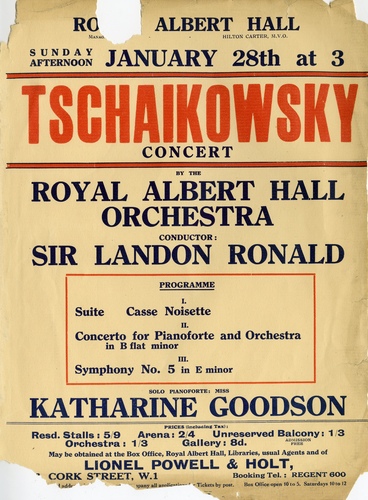 ROYAL ALBERT HALL
HILTON CARTER, M.V.O.
SUNDAY
AFTERNOON JANUARY 28th at 3
TSCHAIKOWSKY
CONCERT
BY THE
ROYAL ALBERT HALL
ORCHESTRA
CONDUCTOR:
SIR LANDON RONALD
PROGRAMME
I.
Suite Casse Noisette
II.
Concerto for Pianoforte and Orchestra
in B flat minor
III.
Symphony No. 5 in E minor
SOLO PIANOFORTE: MISS
KATHARINE GOODSON
PRICES (including Tax):
Resd. Stalls: 5/9 Arena: 2/4 Unreserved Balcony: 1/3
Orchestra: 1/3 Gallery: 8d. ADMISSION FREE
May be obtained at the Box Office, Royal Albert Hall, Libraries, usual Agents and of
LIONEL POWELL & HOLT,
CORK STREET, W.1 Booking Tel.: REGENT 600
Tickets by post. Box Office open 10 to 5, Saturdays 10 to 12